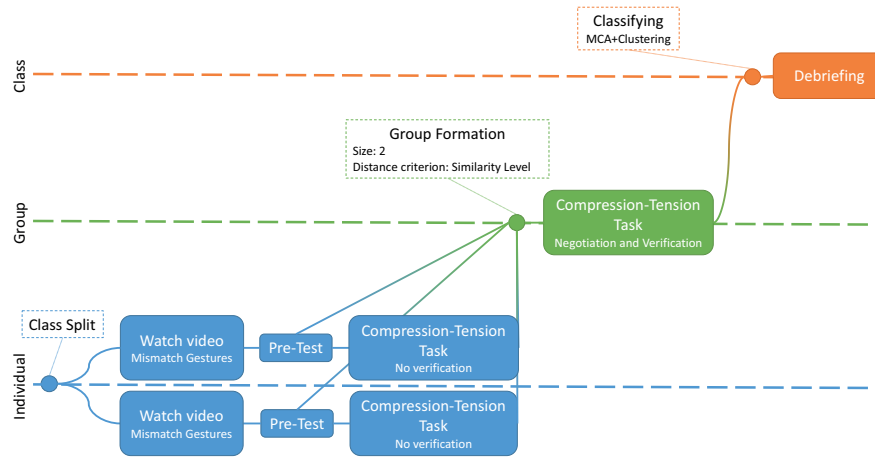 Classifying
MCA+Clustering
Class
Debriefing
Group Formation
Size: 2
Distance criterion: Similarity Level
Group
Compression-Tension
Task
Negotiation and Verification
Class Split
Individual
Watch video
Mismatch Gestures
Pre-Test
Compression-Tension
Task
No verification
Watch video
Mismatch Gestures
Pre-Test
Compression-Tension
Task
No verification